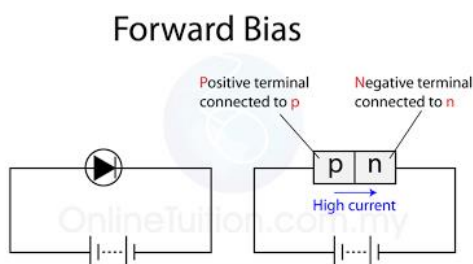 Forward Bias
Positive terminal
connected to p
Negative terminal
connected to n
p n
High current
OnlineTuition.com.my